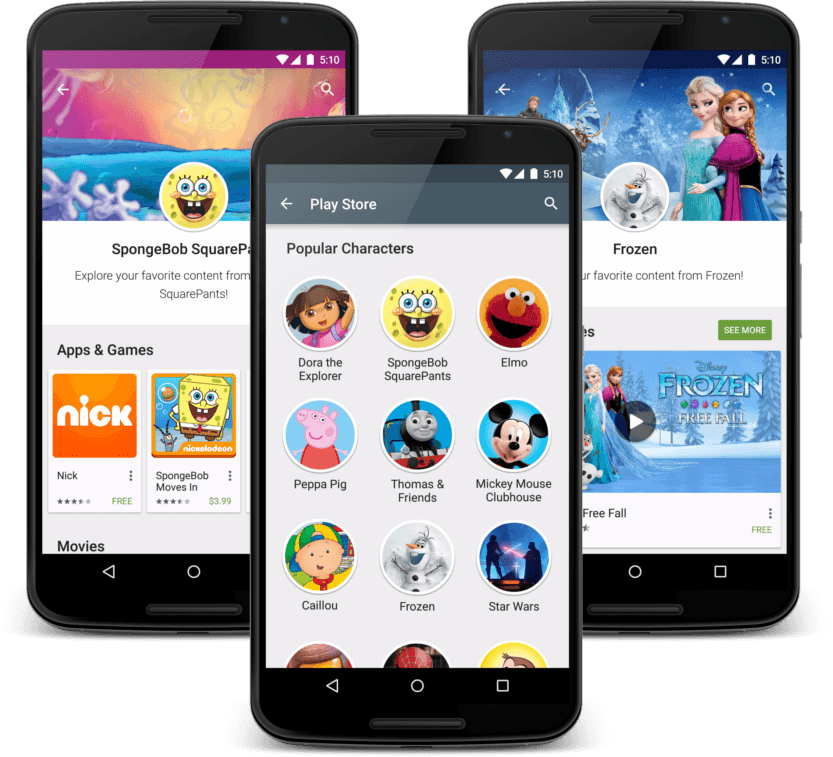 5:10
SpongeBob SquarePa
Explore your favorite content from
SquarePants!
Apps & Games
nick
nickelodeon
Nick
FREE
SpongeBob
Moves In
$3.99
Movies
5:10
Play Store
Popular Characters
Dora the
Explorer
SpongeBob
SquarePants
Elmo
Peppa Pig
Thomas &
Friends
Mickey Mouse
Clubhouse
Caillou
Frozen
Star Wars
5:10
Frozen
ur favorite content from Frozen!
es
SEE MORE
Disney
FROZEN
FREE FALL
Free Fall
FREE